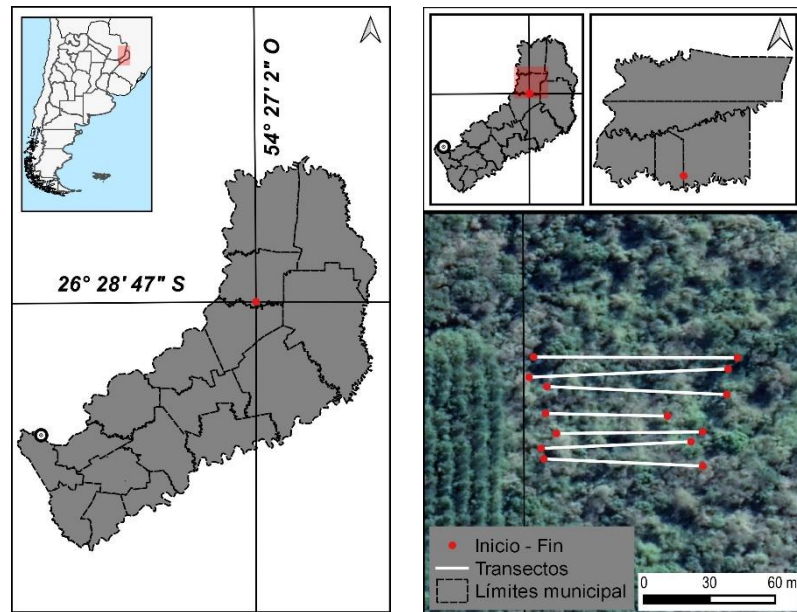 54° 27' 2" O
26° 28' 47" S
Inicio - Fin
Transectos
Límites municipal
0 30 60 m